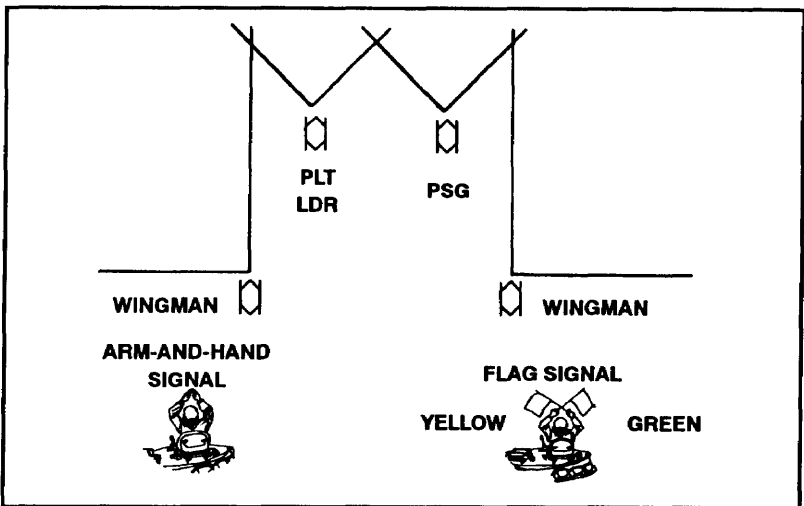 PLT
LDR
PSG
WINGMAN
WINGMAN
ARM-AND-HAND
SIGNAL
FLAG SIGNAL
YELLOW
GREEN